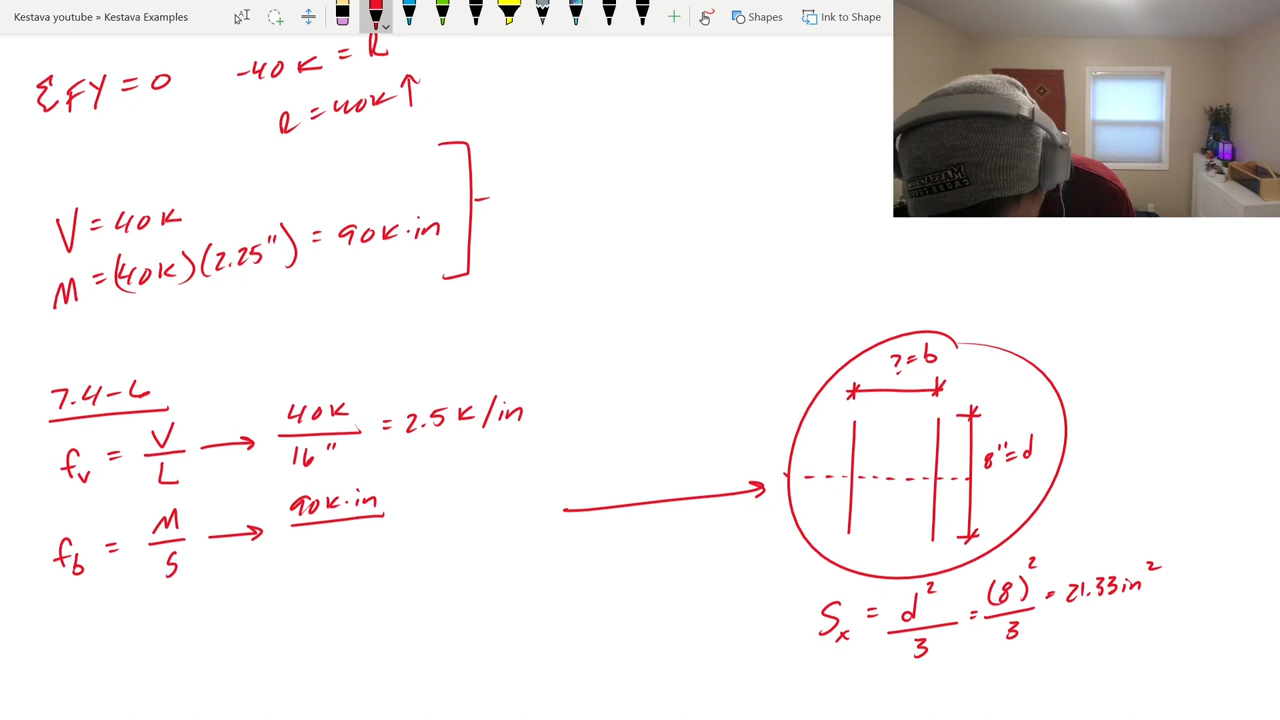 Kestava youtube » Kestava Examples
Shapes
Ink to Shape
ΣFY = 0
-40K = R
R = 40K ↑
V = 40K
M = (40K)(2.25") = 90K·in
7.4-6
fv = V/L → 40K/16" = 2.5 K/in
fb = M/S → 90K·in
? = b
8" = d
Sx = d²/3 = (8)²/3 = 21.33in²